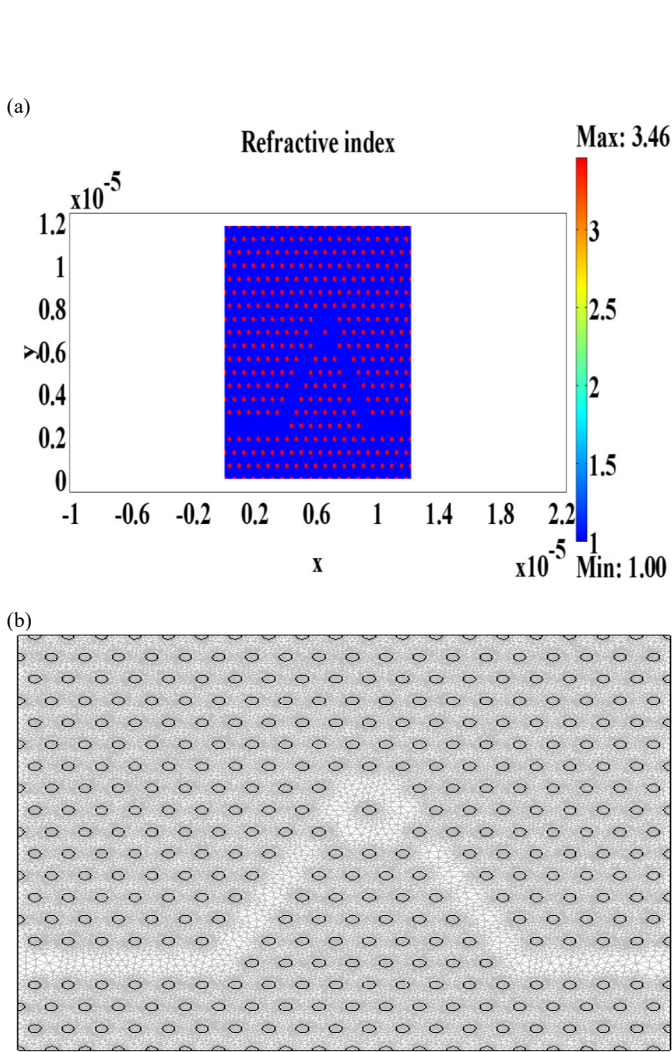 (a)
Refractive index
Max: 3.46
x10-5
1.2
1
0.8
y
0.6
0.4
0.2
0
3
2.5
2
1.5
1
-1 -0.6 -0.2 0.2 0.6 1 1.4 1.8 2.2
x
x10-5
Min: 1.00
(b)